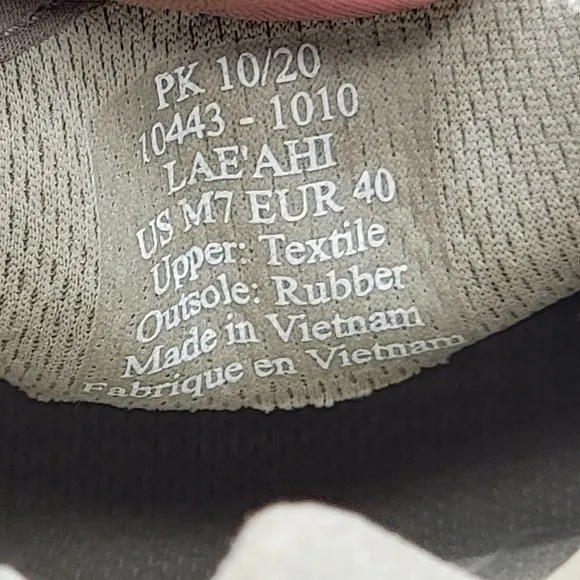 PK 10/20
10443 - 1010
LAE'AHI
US M7 EUR 40
Upper: Textile
Outsole: Rubber
Made in Vietnam
Fabrique en Vietnam